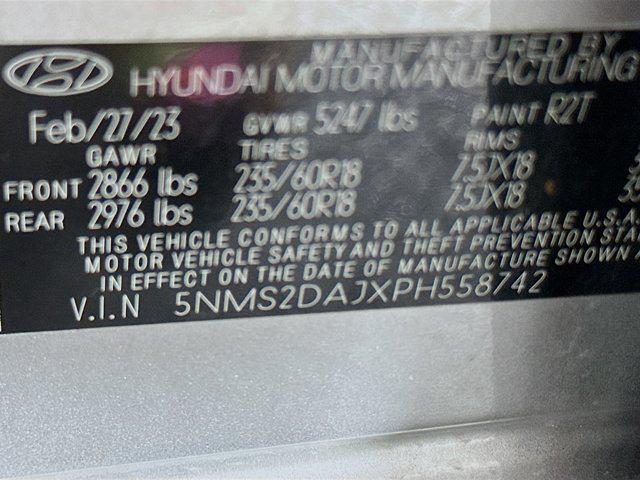 MANUFACTURED BY
HYUNDAI MOTOR MANUFACTURING
Feb/27/23 GVWR 5247 lbs PAINT R2T
GAWR TIRES RIMS
FRONT 2866 lbs 235/60R18 7.5JX18
REAR 2976 lbs 235/60R18 7.5JX18
THIS VEHICLE CONFORMS TO ALL APPLICABLE U.S.A
MOTOR VEHICLE SAFETY AND THEFT PREVENTION STA
IN EFFECT ON THE DATE OF MANUFACTURE SHOWN
V.I.N 5NMS2DAJXPH558742